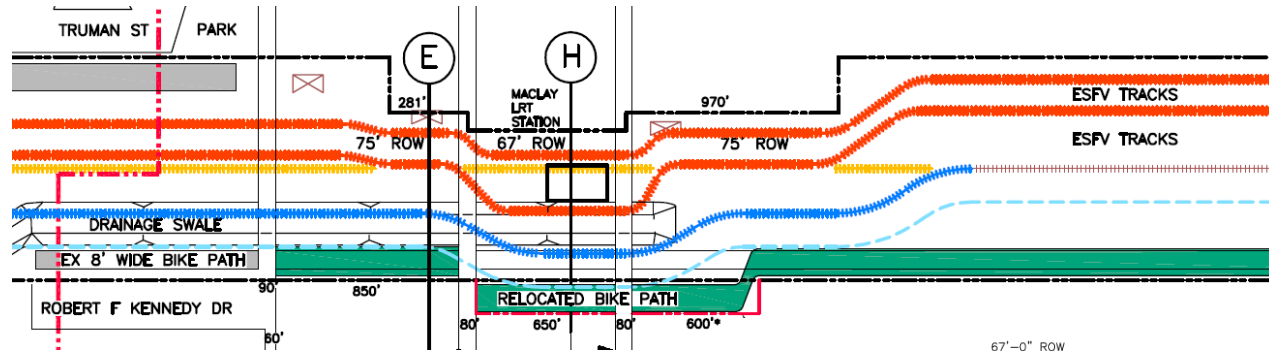 TRUMAN ST
PARK
E
H
MACLAY
LRT
STATION
281'
970'
ESFV TRACKS
75' ROW
67' ROW
75' ROW
ESFV TRACKS
DRAINAGE SWALE
EX 8' WIDE BIKE PATH
90'
850'
RELOCATED BIKE PATH
ROBERT F KENNEDY DR
80'
650'
80'
600'*
60'
67'-0" ROW